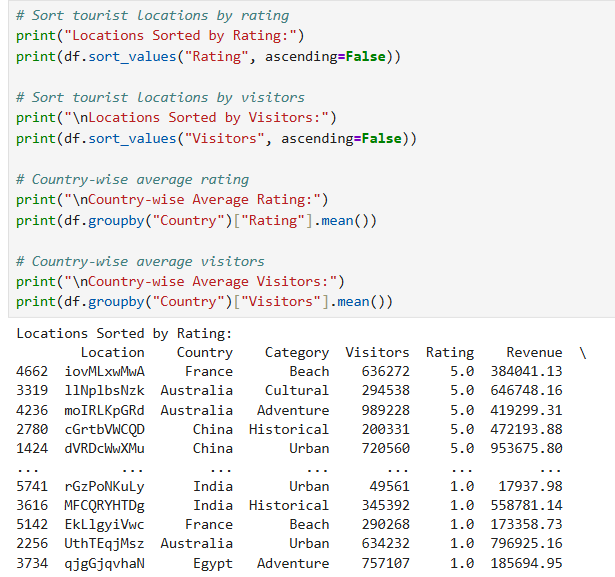 # Sort tourist locations by rating
print("Locations Sorted by Rating:")
print(df.sort_values("Rating", ascending=False))
# Sort tourist locations by visitors
print("\nLocations Sorted by Visitors:")
print(df.sort_values("Visitors", ascending=False))
# Country-wise average rating
print("\nCountry-wise Average Rating:")
print(df.groupby("Country")["Rating"].mean())
# Country-wise average visitors
print("\nCountry-wise Average Visitors:")
print(df.groupby("Country")["Visitors"].mean())
Locations Sorted by Rating:
Location Country Category Visitors Rating Revenue \
4662 iovMLxwMwA France Beach 636272 5.0 384041.13
3319 llNplbsNzk Australia Cultural 294538 5.0 646748.16
4236 moIRLKpGRd Australia Adventure 989228 5.0 419299.31
2780 cGrtbVWCQD China Historical 200331 5.0 472193.88
1424 dVRDcWwXMu China Urban 720560 5.0 953675.80
... ... ... ... ... ... ...
5741 rGzPoNKuLy India Urban 49561 1.0 17937.98
3616 MFCQRYHTDg India Historical 345392 1.0 558781.14
5142 EkLlgyiVwc France Beach 290268 1.0 173358.73
2256 UthTEqjMsz Australia Urban 634232 1.0 796925.16
3734 qjgGjqvhaN Egypt Adventure 757107 1.0 185694.95